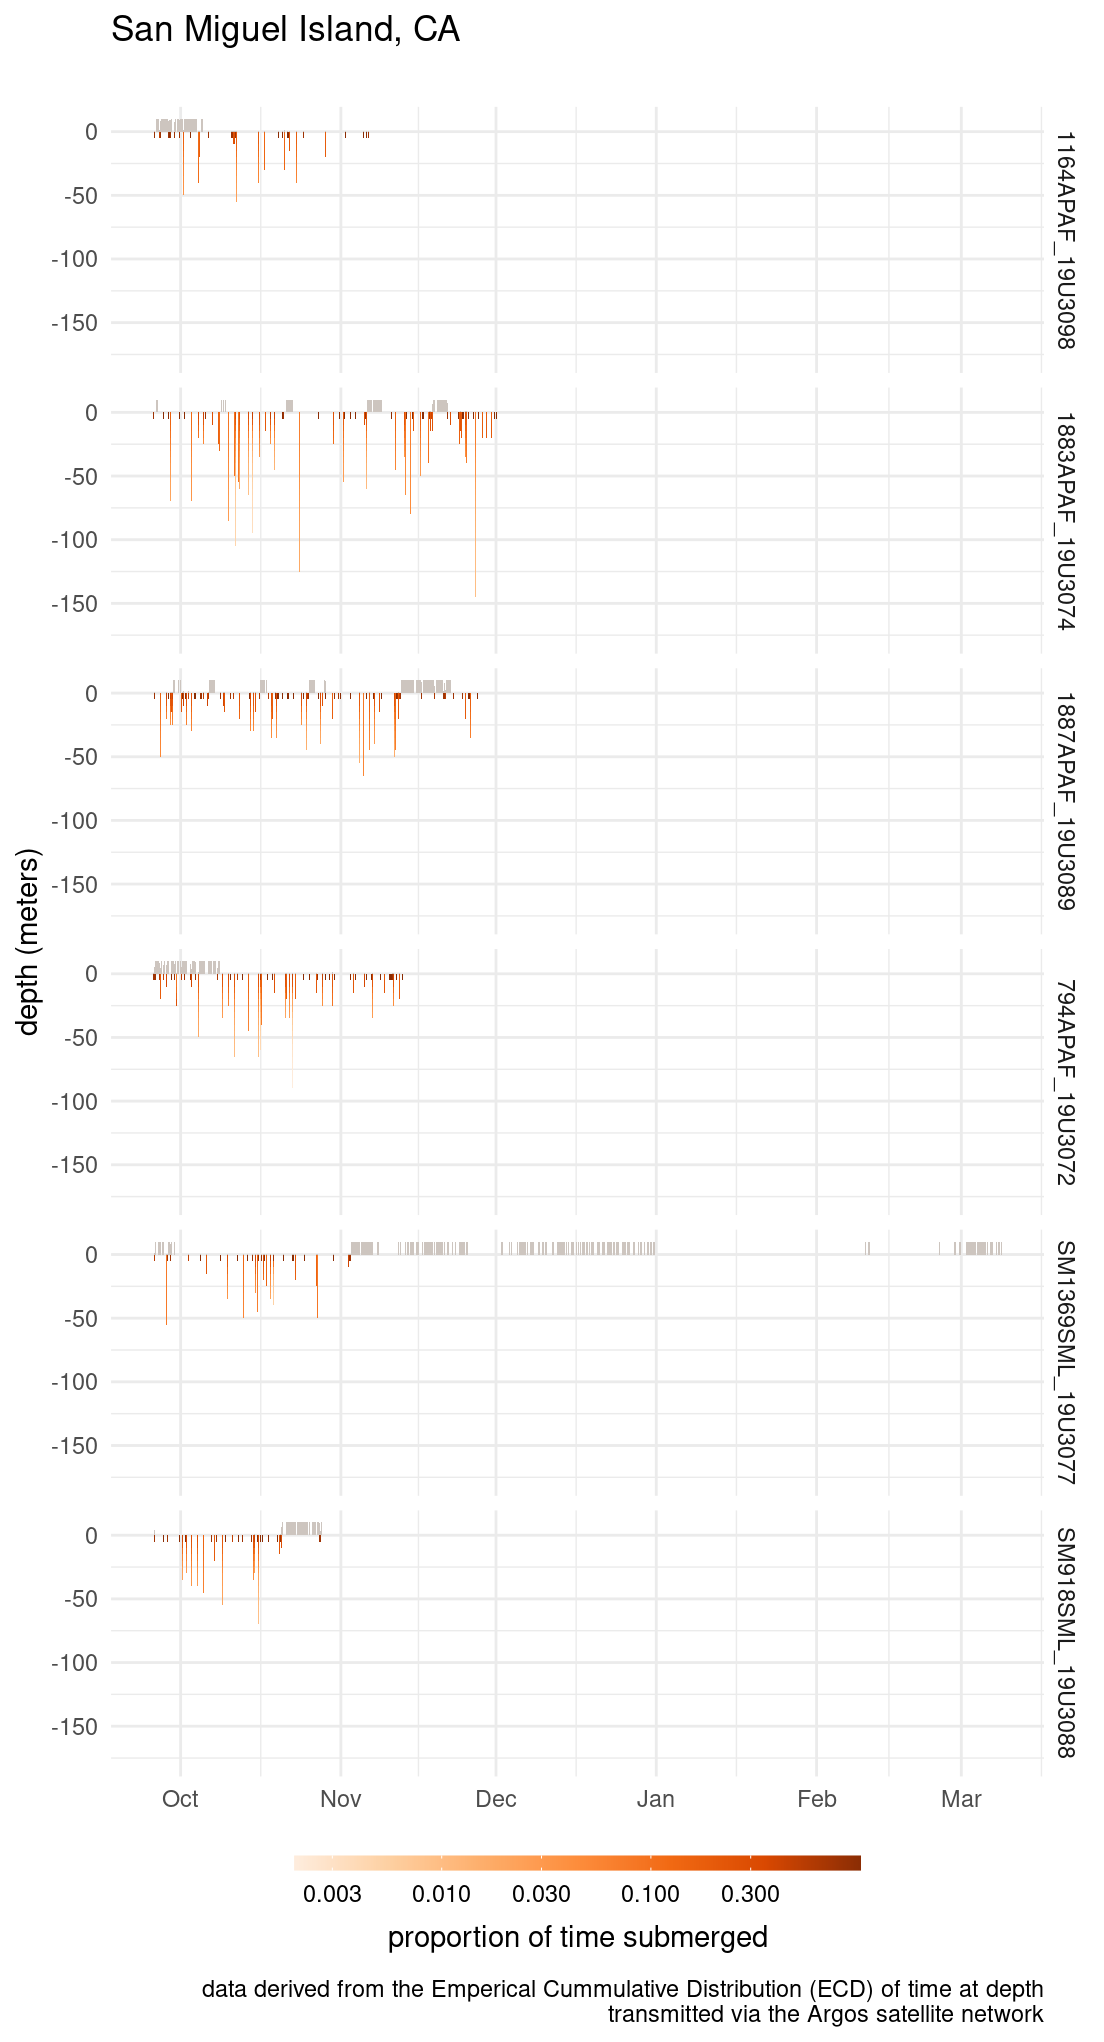 San Miguel Island, CA
0
-50
-100
-150
1164APAF_19U3098
0
-50
-100
-150
1883APAF_19U3074
0
-50
-100
-150
1887APAF_19U3089
depth (meters)
0
-50
-100
-150
794APAF_19U3072
0
-50
-100
-150
SM1369SML_19U3077
0
-50
-100
-150
SM918SML_19U3088
Oct Nov Dec Jan Feb Mar
0.003 0.010 0.030 0.100 0.300
proportion of time submerged
data derived from the Emperical Cummulative Distribution (ECD) of time at depth
transmitted via the Argos satellite network